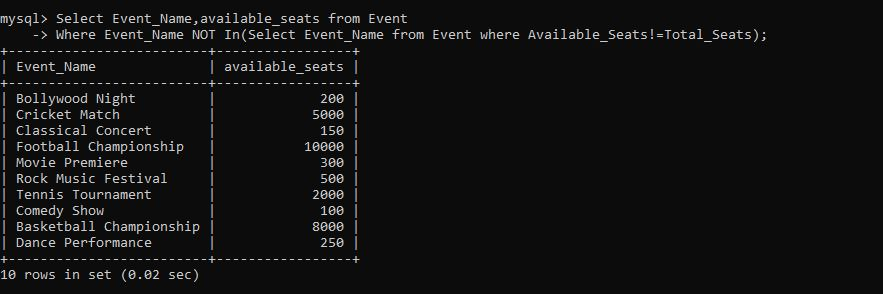 mysql> Select Event_Name,available_seats from Event
    -> Where Event_Name NOT In(Select Event_Name from Event where Available_Seats!=Total_Seats);
+------------------------+-----------------+
| Event_Name             | available_seats |
+------------------------+-----------------+
| Bollywood Night        |             200 |
| Cricket Match          |            5000 |
| Classical Concert      |             150 |
| Football Championship  |           10000 |
| Movie Premiere         |             300 |
| Rock Music Festival    |             500 |
| Tennis Tournament      |            2000 |
| Comedy Show            |             100 |
| Basketball Championship |            8000 |
| Dance Performance      |             250 |
+------------------------+-----------------+
10 rows in set (0.02 sec)